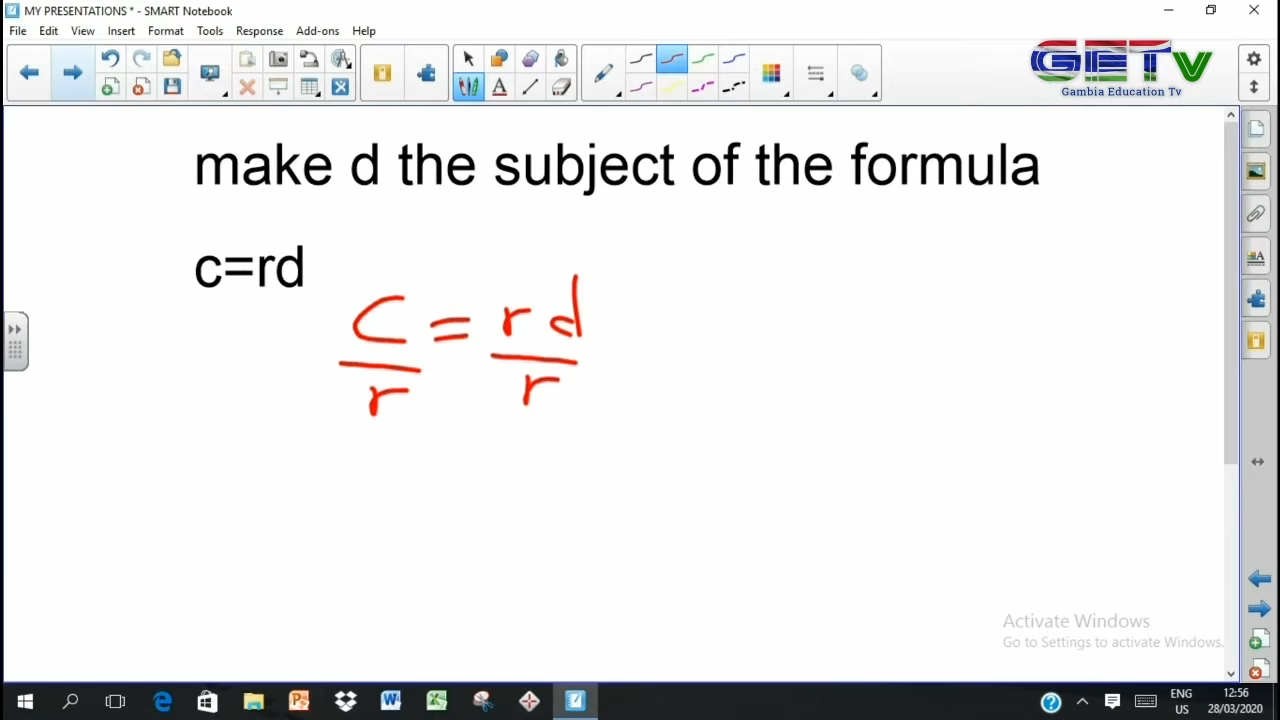 MY PRESENTATIONS * - SMART Notebook
File Edit View Insert Format Tools Response Add-ons Help
GETv
Gambia Education Tv
make d the subject of the formula
c=rd
C = r d
r r
Activate Windows
Go to Settings to activate Windows.
ENG 12:56
US 28/03/2020